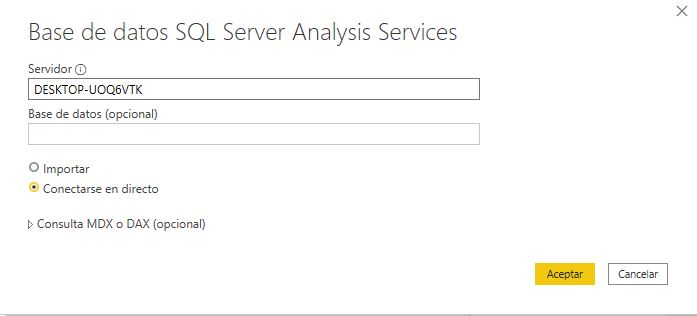 Base de datos SQL Server Analysis Services
Servidor
DESKTOP-UOQ6VTK
Base de datos (opcional)
Importar
Conectarse en directo
Consulta MDX o DAX (opcional)
Aceptar
Cancelar